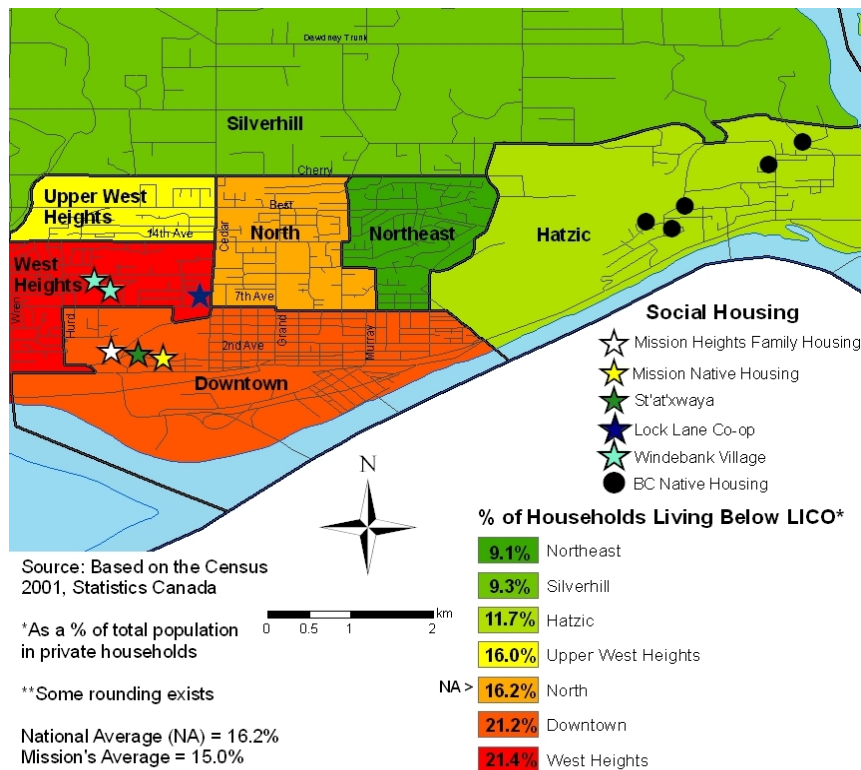 Dewdney Trunk
Silverhill
Cherry
Upper West
Heights
14th Ave
Cedar
Best
North
Northeast
Hatzic
West
Heights
7th Ave
Wren
Hurd
2nd Ave
Grand
Murray
Downtown
Social Housing
Mission Heights Family Housing
Mission Native Housing
St'at'xwaya
Lock Lane Co-op
Windebank Village
BC Native Housing
N
% of Households Living Below LICO*
9.1% Northeast
9.3% Silverhill
11.7% Hatzic
16.0% Upper West Heights
NA > 16.2% North
21.2% Downtown
21.4% West Heights
Source: Based on the Census
2001, Statistics Canada
*As a % of total population
in private households
**Some rounding exists
National Average (NA) = 16.2%
Mission's Average = 15.0%
km
0 0.5 1 2